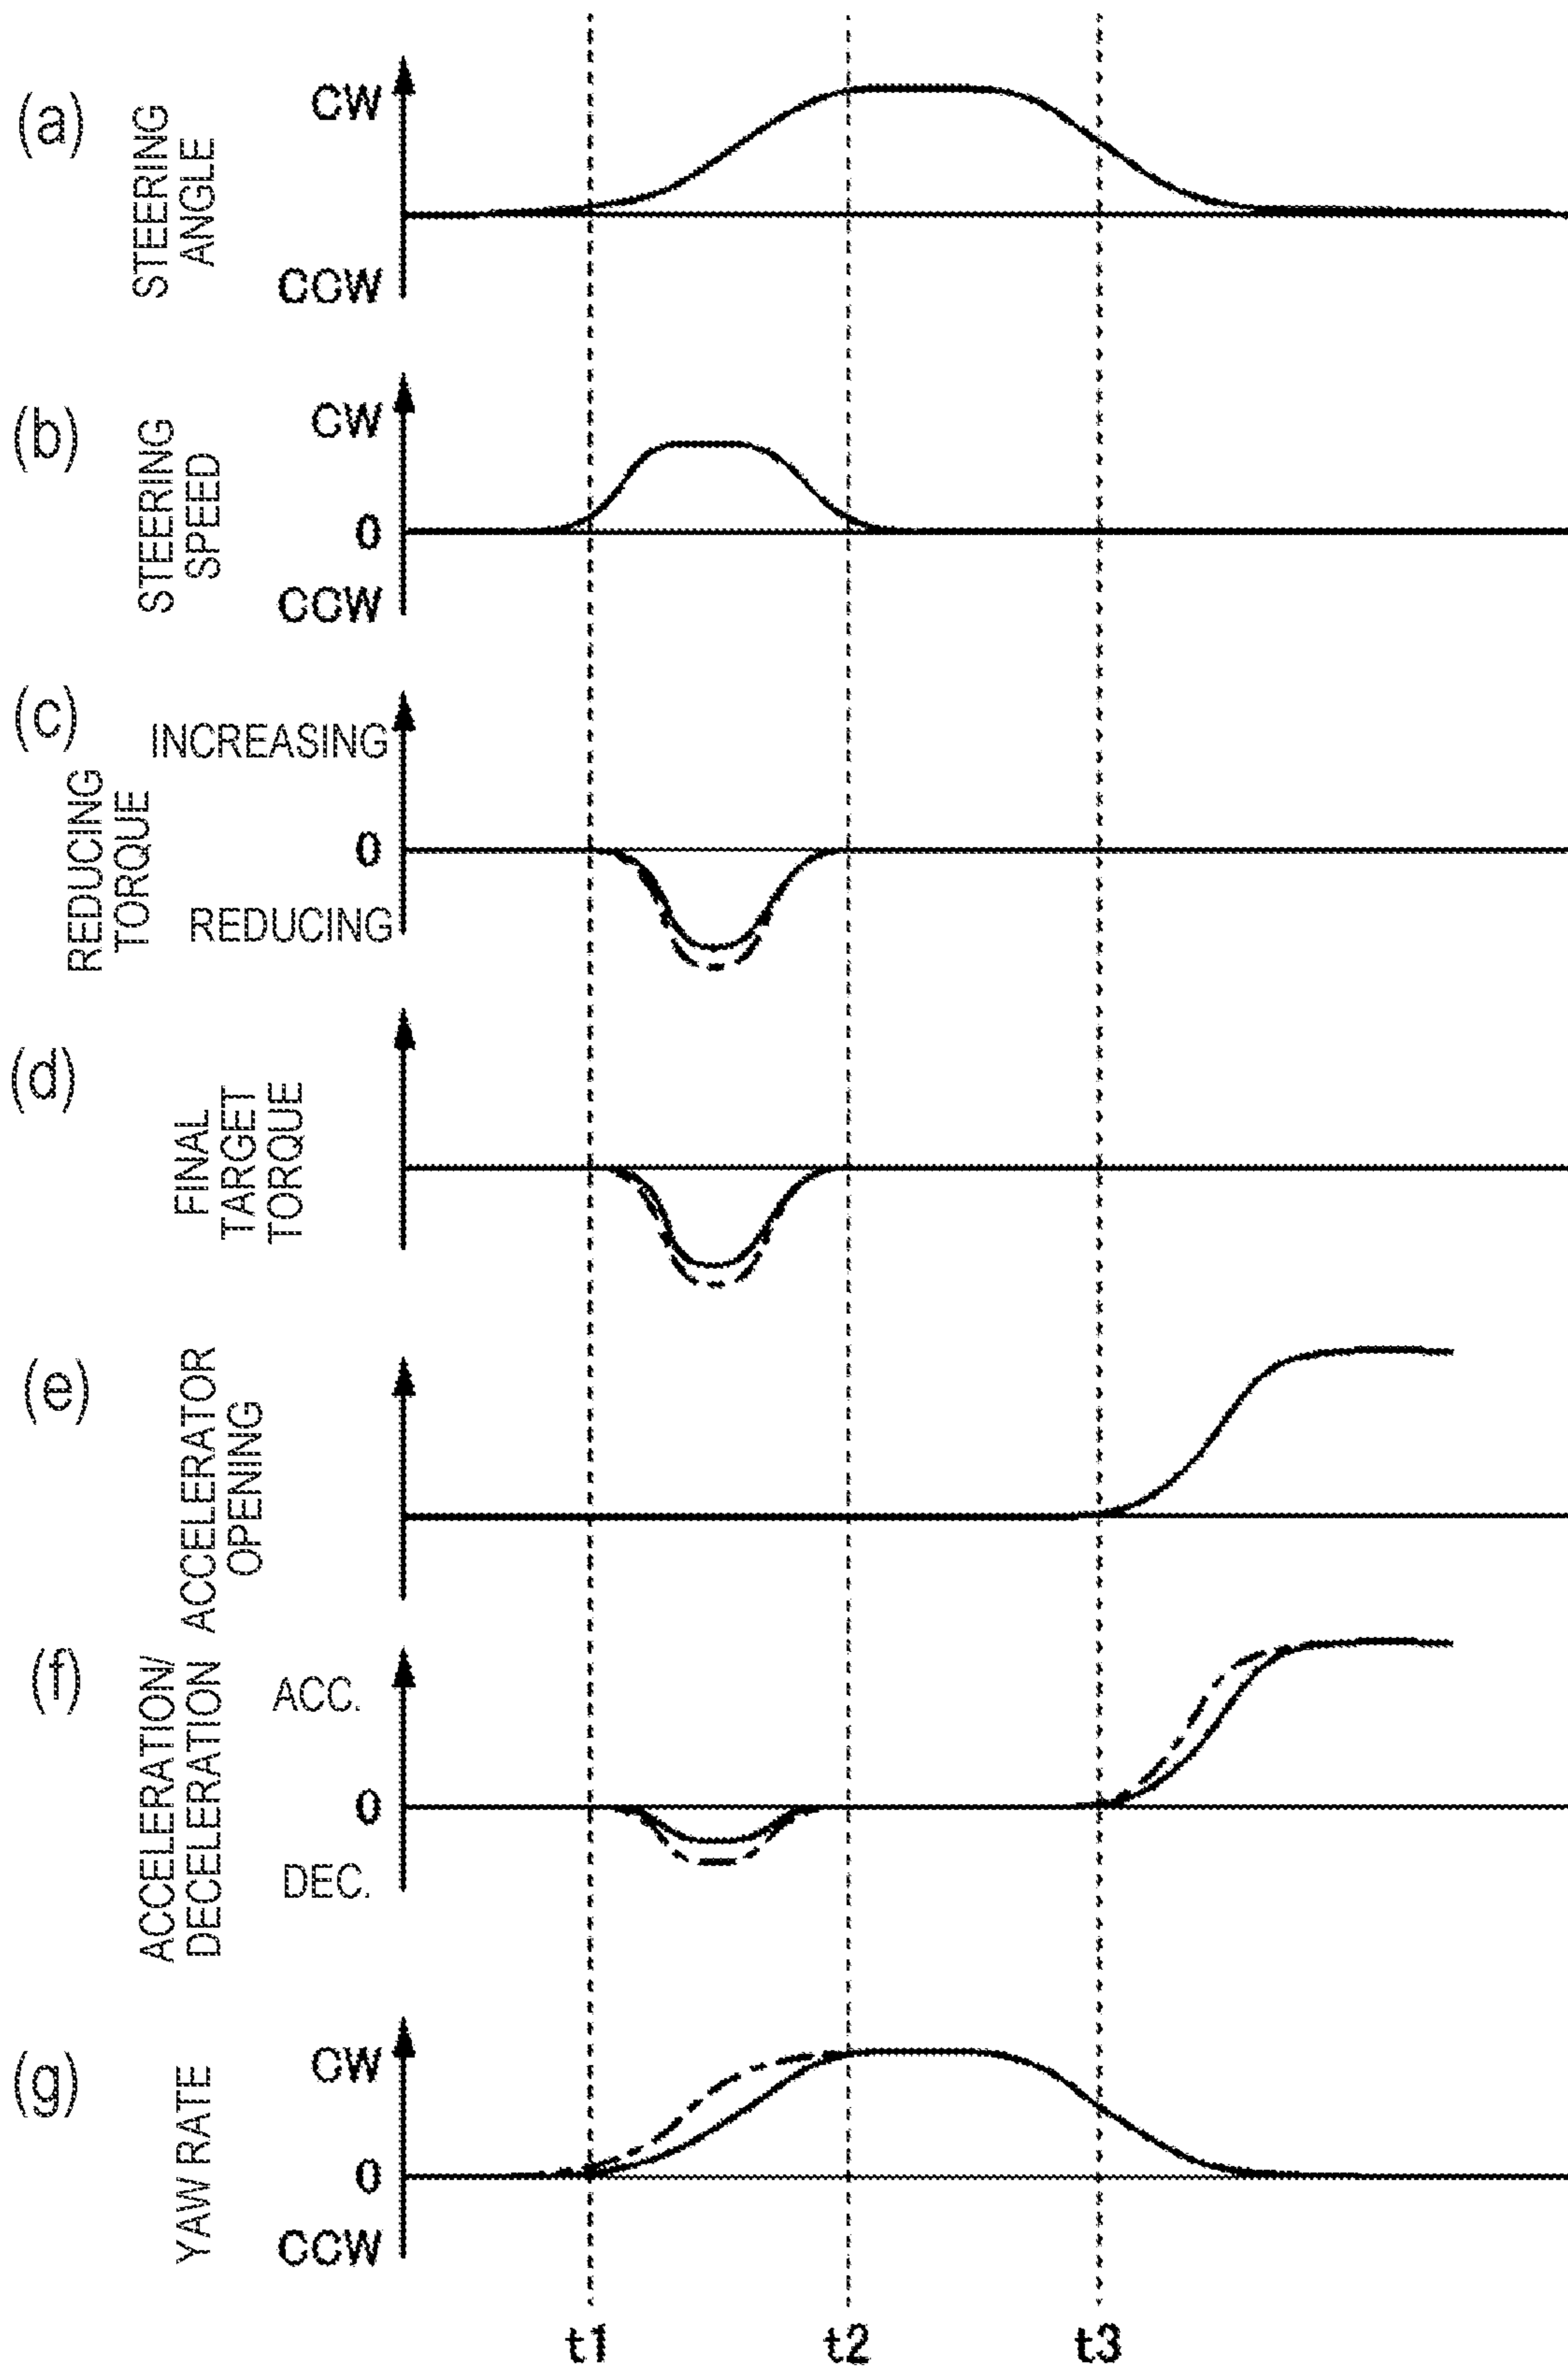 (a)
STEERING
ANGLE
CW
CCW
(b)
STEERING
SPEED
CW
0
CCW
(c)
REDUCING
TORQUE
INCREASING
0
REDUCING
(d)
FINAL
TARGET
TORQUE
(e)
ACCELERATOR
OPENING
(f)
ACCELERATION/
DECELERATION
ACC.
0
DEC.
(g)
YAW RATE
CW
0
CCW
t1
t2
t3